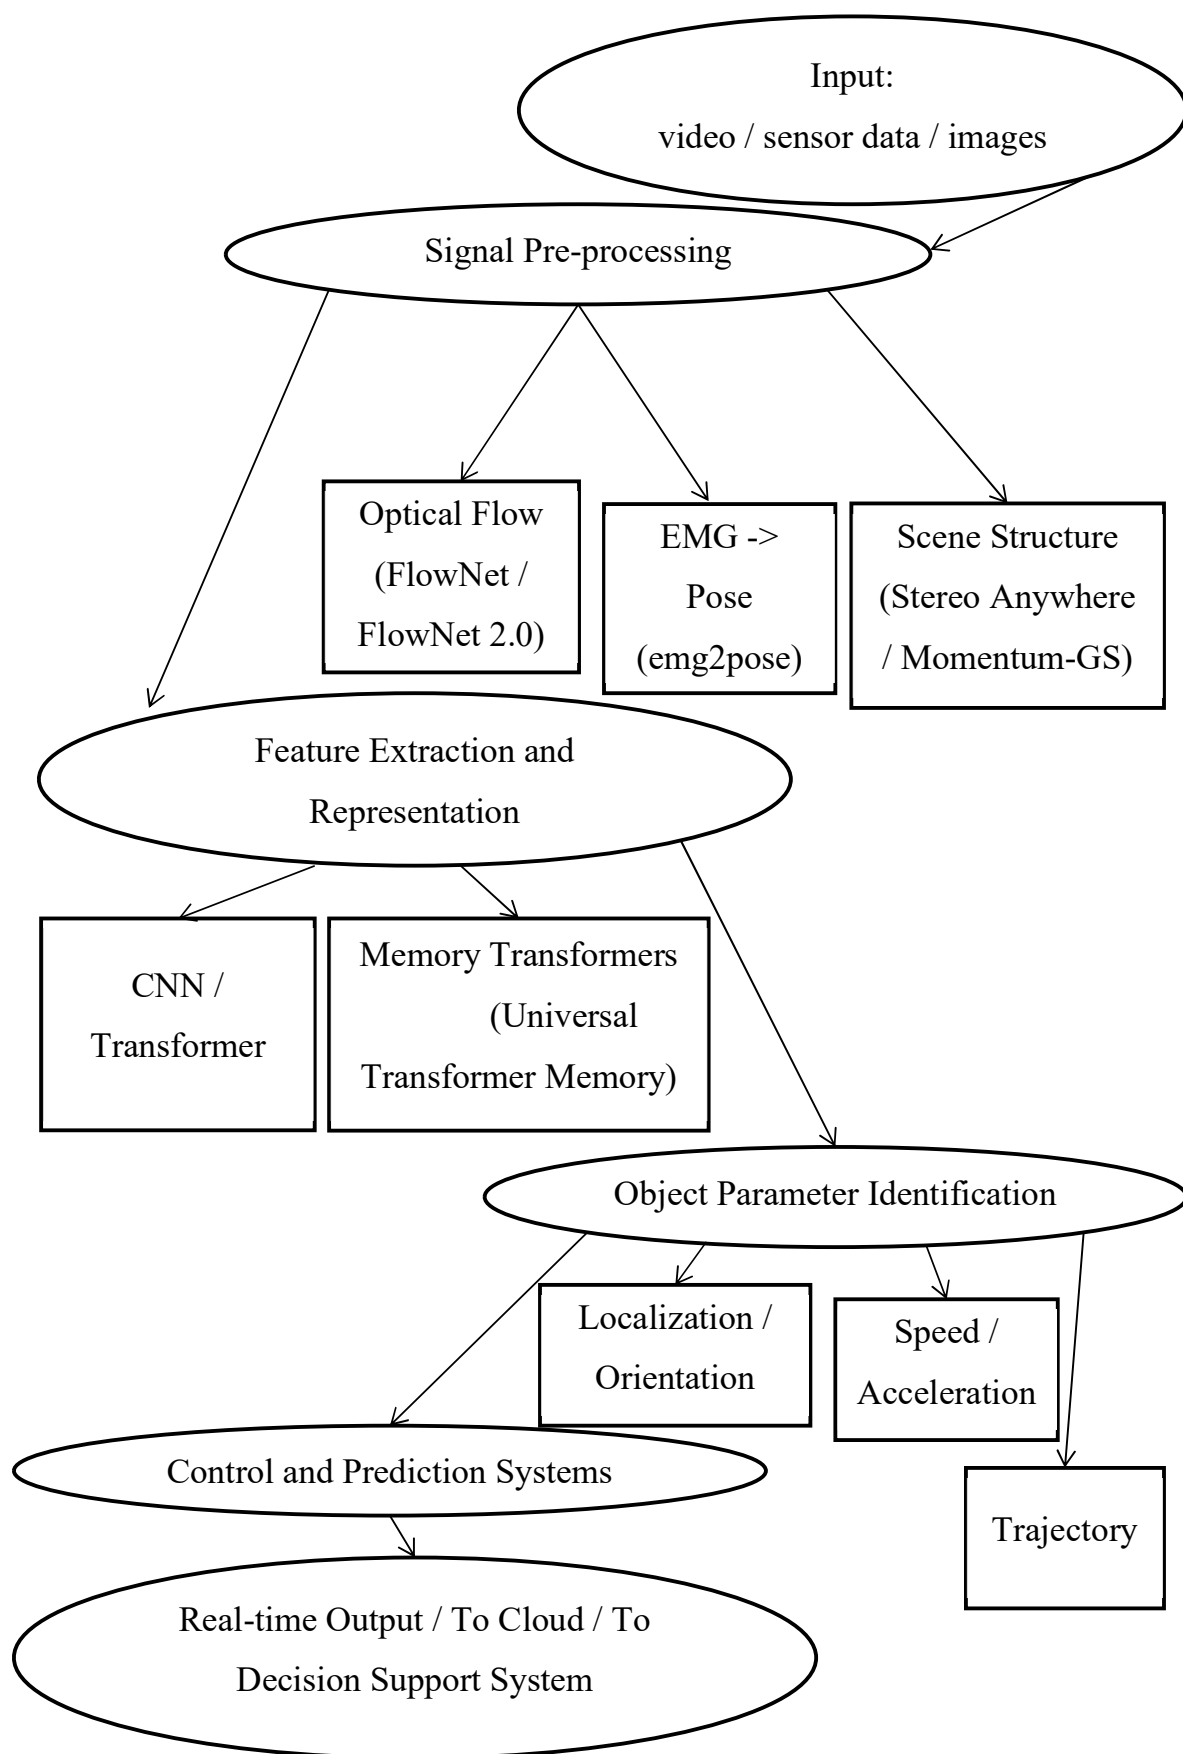 Input:
video / sensor data / images
Signal Pre-processing
Optical Flow
(FlowNet /
FlowNet 2.0)
EMG ->
Pose
(emg2pose)
Scene Structure
(Stereo Anywhere
/ Momentum-GS)
Feature Extraction and
Representation
CNN /
Transformer
Memory Transformers
(Universal
Transformer Memory)
Object Parameter Identification
Localization /
Orientation
Speed /
Acceleration
Trajectory
Control and Prediction Systems
Real-time Output / To Cloud / To
Decision Support System